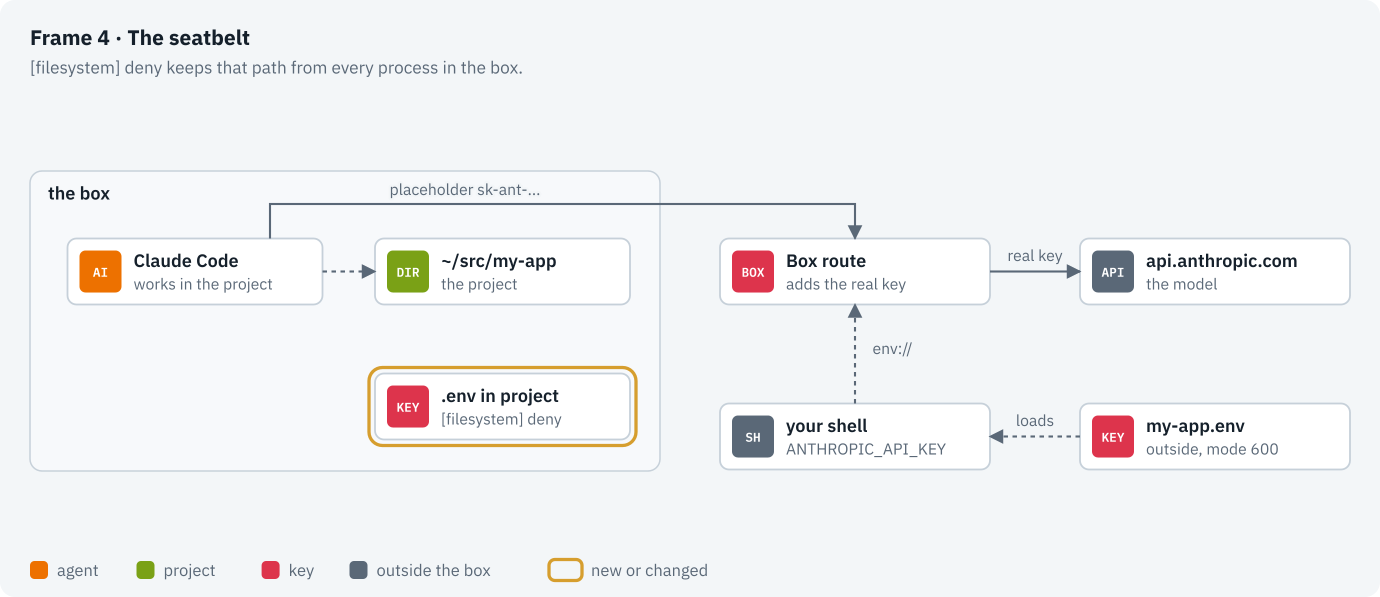 Frame 4 · The seatbelt
[filesystem] deny keeps that path from every process in the box.
the box
placeholder sk-ant-...
AI
Claude Code
works in the project
DIR
~/src/my-app
the project
BOX
Box route
adds the real key
real key
API
api.anthropic.com
the model
env://
KEY
.env in project
[filesystem] deny
SH
your shell
ANTHROPIC_API_KEY
loads
KEY
my-app.env
outside, mode 600
agent
project
key
outside the box
new or changed